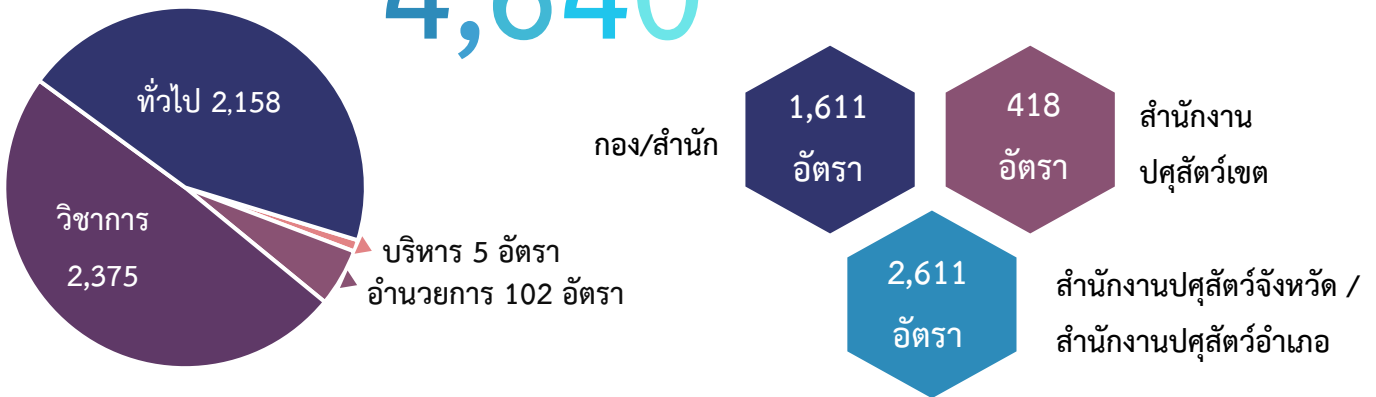 4,640
ทั่วไป 2,158
วิชาการ
2,375
บริหาร 5 อัตรา
อำนวยการ 102 อัตรา
กอง/สำนัก
1,611
อัตรา
418
อัตรา
สำนักงาน
ปศุสัตว์เขต
2,611
อัตรา
สำนักงานปศุสัตว์จังหวัด /
สำนักงานปศุสัตว์อำเภอ